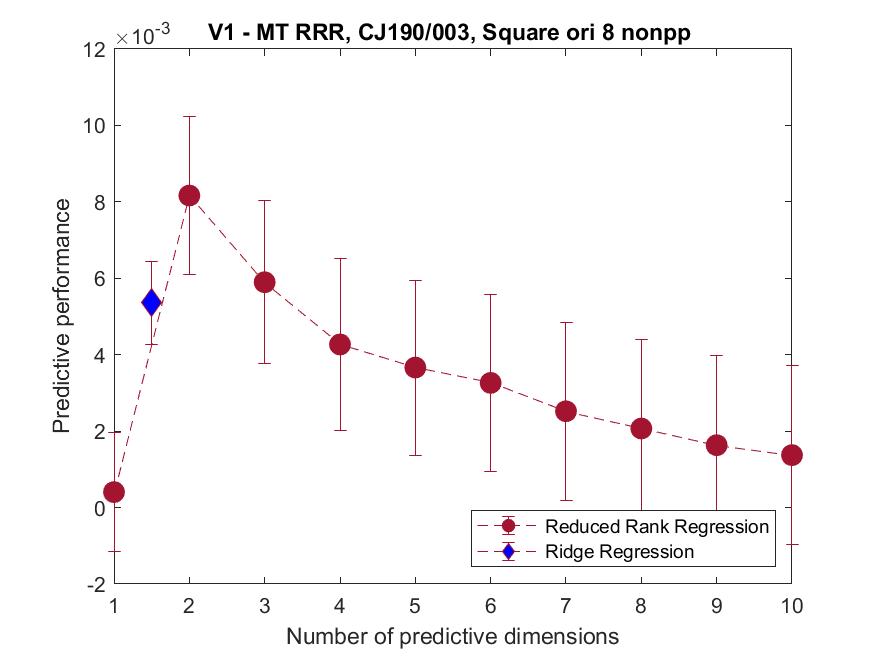 V1 - MT RRR, CJ190/003, Square ori 8 nonpp
×10-3
12
10
8
6
4
2
0
-2
1 2 3 4 5 6 7 8 9 10
Predictive performance
Number of predictive dimensions
Reduced Rank Regression
Ridge Regression